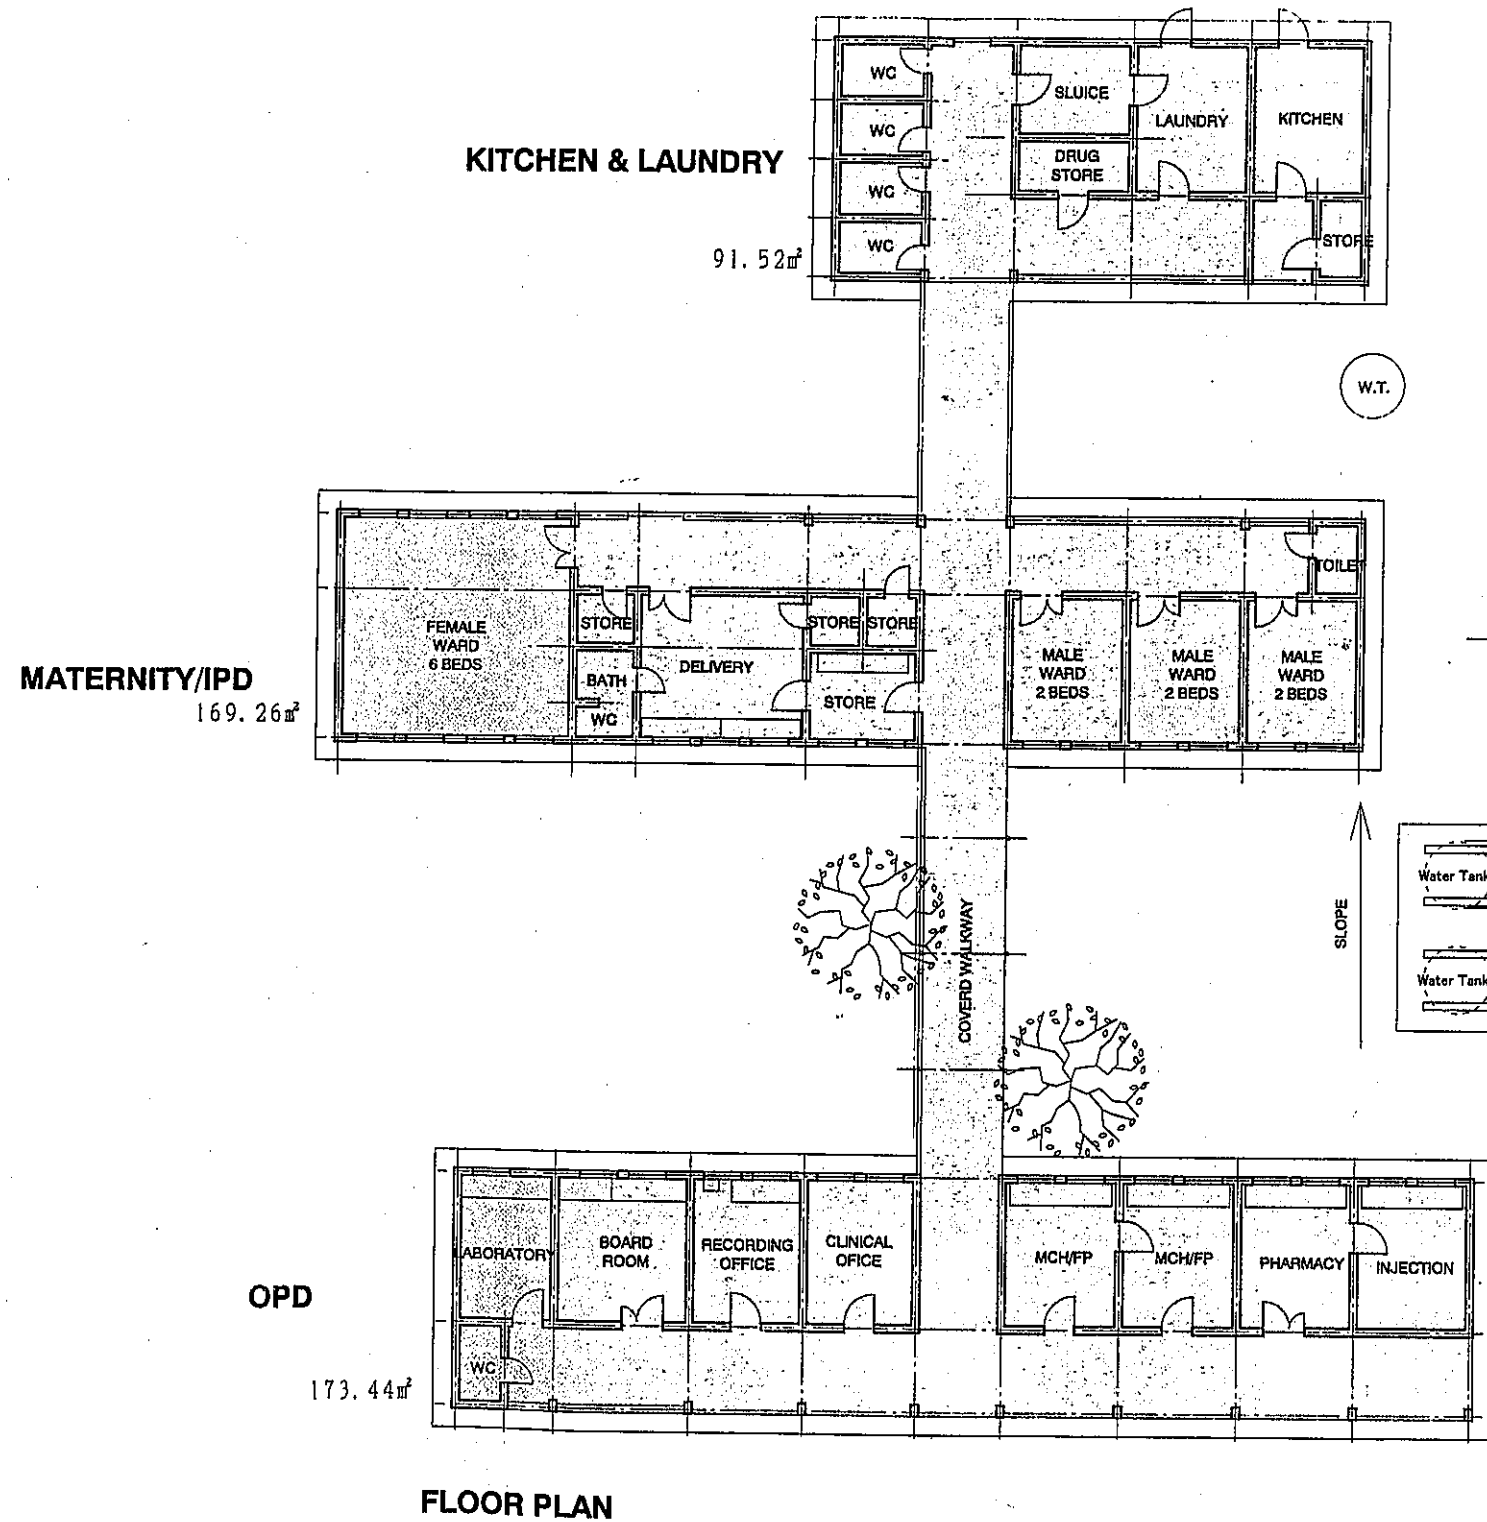 WC
SLUICE
LAUNDRY
KITCHEN
WC
DRUG
STORE
KITCHEN & LAUNDRY
WC
WC
STORE
91.52㎡
W.T.
TOILET
FEMALE
WARD
6 BEDS
STORE
STORE
STORE
DELIVERY
BATH
WC
STORE
MALE
WARD
2 BEDS
MALE
WARD
2 BEDS
MALE
WARD
2 BEDS
MATERNITY/IPD
169.26㎡
Water Tank
SLOPE
COVERD WALKWAY
Water Tank
LABORATORY
BOARD
ROOM
RECORDING
OFFICE
CLINICAL
OFICE
MCH/FP
MCH/FP
PHARMACY
INJECTION
OPD
WC
173.44㎡
FLOOR PLAN